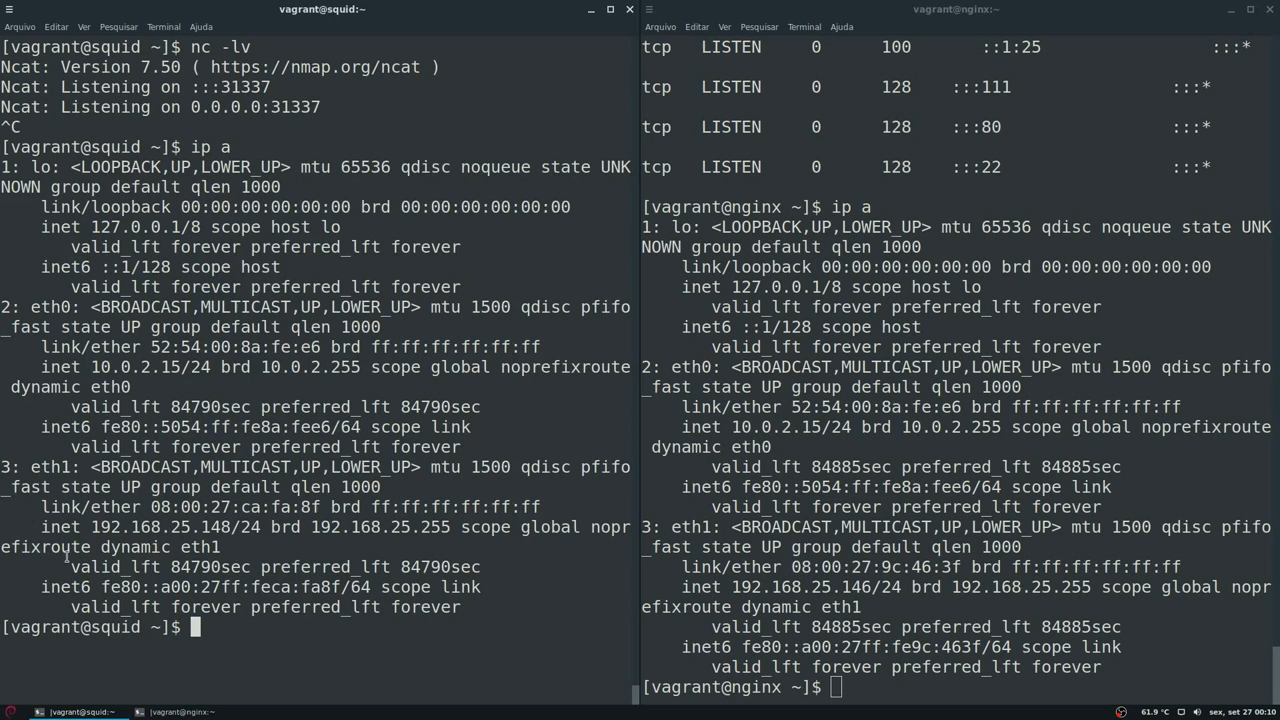 vagrant@squid:~
Arquivo Editar Ver Pesquisar Terminal Ajuda
[vagrant@squid ~]$ nc -lv
Ncat: Version 7.50 ( https://nmap.org/ncat )
Ncat: Listening on :::31337
Ncat: Listening on 0.0.0.0:31337
^C
[vagrant@squid ~]$ ip a
1: lo: <LOOPBACK,UP,LOWER_UP> mtu 65536 qdisc noqueue state UNK
NOWN group default qlen 1000
    link/loopback 00:00:00:00:00:00 brd 00:00:00:00:00:00
    inet 127.0.0.1/8 scope host lo
       valid_lft forever preferred_lft forever
    inet6 ::1/128 scope host
       valid_lft forever preferred_lft forever
2: eth0: <BROADCAST,MULTICAST,UP,LOWER_UP> mtu 1500 qdisc pfifo
_fast state UP group default qlen 1000
    link/ether 52:54:00:8a:fe:e6 brd ff:ff:ff:ff:ff:ff
    inet 10.0.2.15/24 brd 10.0.2.255 scope global noprefixroute
 dynamic eth0
       valid_lft 84790sec preferred_lft 84790sec
    inet6 fe80::5054:ff:fe8a:fee6/64 scope link
       valid_lft forever preferred_lft forever
3: eth1: <BROADCAST,MULTICAST,UP,LOWER_UP> mtu 1500 qdisc pfifo
_fast state UP group default qlen 1000
    link/ether 08:00:27:ca:fa:8f brd ff:ff:ff:ff:ff:ff
    inet 192.168.25.148/24 brd 192.168.25.255 scope global nopr
efixroute dynamic eth1
       valid_lft 84790sec preferred_lft 84790sec
    inet6 fe80::a00:27ff:feca:fa8f/64 scope link
       valid_lft forever preferred_lft forever
[vagrant@squid ~]$
vagrant@nginx:~
Arquivo Editar Ver Pesquisar Terminal Ajuda
tcp   LISTEN     0      100       ::1:25                 :::*
tcp   LISTEN     0      128    :::111                :::*
tcp   LISTEN     0      128    :::80                 :::*
tcp   LISTEN     0      128    :::22                 :::*
[vagrant@nginx ~]$ ip a
1: lo: <LOOPBACK,UP,LOWER_UP> mtu 65536 qdisc noqueue state UNK
NOWN group default qlen 1000
    link/loopback 00:00:00:00:00:00 brd 00:00:00:00:00:00
    inet 127.0.0.1/8 scope host lo
       valid_lft forever preferred_lft forever
    inet6 ::1/128 scope host
       valid_lft forever preferred_lft forever
2: eth0: <BROADCAST,MULTICAST,UP,LOWER_UP> mtu 1500 qdisc pfifo
_fast state UP group default qlen 1000
    link/ether 52:54:00:8a:fe:e6 brd ff:ff:ff:ff:ff:ff
    inet 10.0.2.15/24 brd 10.0.2.255 scope global noprefixroute
 dynamic eth0
       valid_lft 84885sec preferred_lft 84885sec
    inet6 fe80::5054:ff:fe8a:fee6/64 scope link
       valid_lft forever preferred_lft forever
3: eth1: <BROADCAST,MULTICAST,UP,LOWER_UP> mtu 1500 qdisc pfifo
_fast state UP group default qlen 1000
    link/ether 08:00:27:9c:46:3f brd ff:ff:ff:ff:ff:ff
    inet 192.168.25.146/24 brd 192.168.25.255 scope global nopr
efixroute dynamic eth1
       valid_lft 84885sec preferred_lft 84885sec
    inet6 fe80::a00:27ff:fe9c:463f/64 scope link
       valid_lft forever preferred_lft forever
[vagrant@nginx ~]$
|vagrant@squid:~ |vagrant@nginx:~ 61.9 °C sex, set 27 00:10